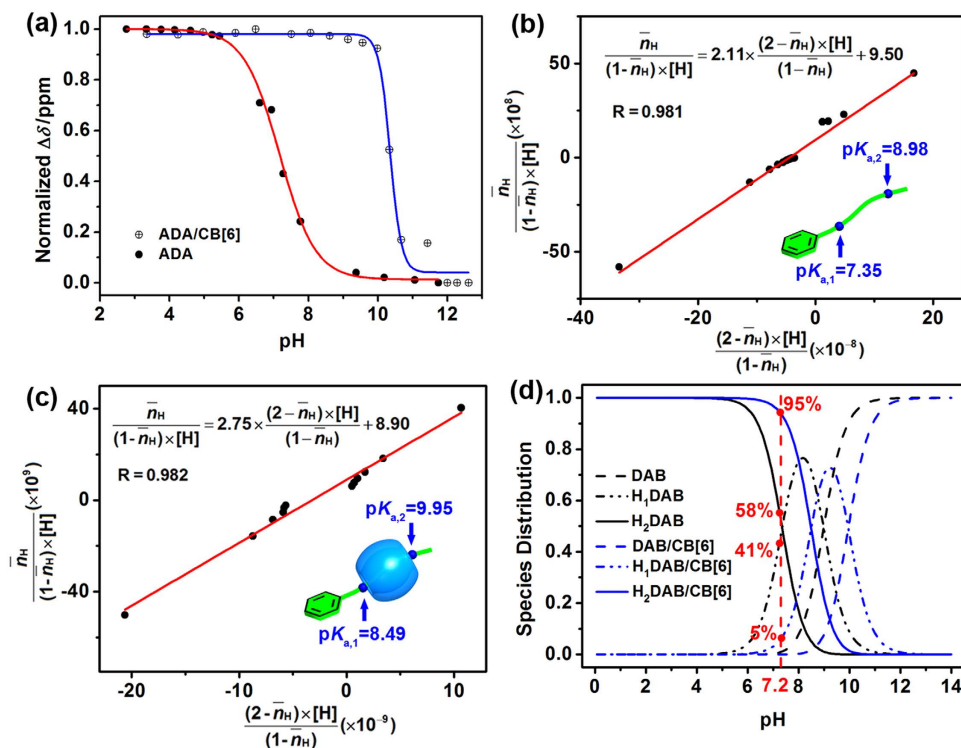 (a)
Normalized Δδ/ppm
1.0
0.8
0.6
0.4
0.2
0.0
ADA/CB[6]
ADA
2 4 6 8 10 12
pH
(b)
n̄H / (1-n̄H)×[H] = 2.11× (2-n̄H)×[H] / (1-n̄H) + 9.50
R = 0.981
n̄H / (1-n̄H)×[H] (×10⁸)
50
0
-50
pKa,2=8.98
pKa,1=7.35
-40 -20 0 20
(2-n̄H)×[H] / (1-n̄H) (×10⁻⁸)
(c)
n̄H / (1-n̄H)×[H] = 2.75× (2-n̄H)×[H] / (1-n̄H) + 8.90
R = 0.982
n̄H / (1-n̄H)×[H] (×10⁹)
40
0
-40
pKa,2=9.95
pKa,1=8.49
-20 -10 0 10
(2-n̄H)×[H] / (1-n̄H) (×10⁻⁹)
(d)
Species Distribution
1.0
0.8
0.6
0.4
0.2
0.0
95%
58%
41%
5%
DAB
H1DAB
H2DAB
DAB/CB[6]
H1DAB/CB[6]
H2DAB/CB[6]
0 2 4 6 8 10 12 14
7.2
pH